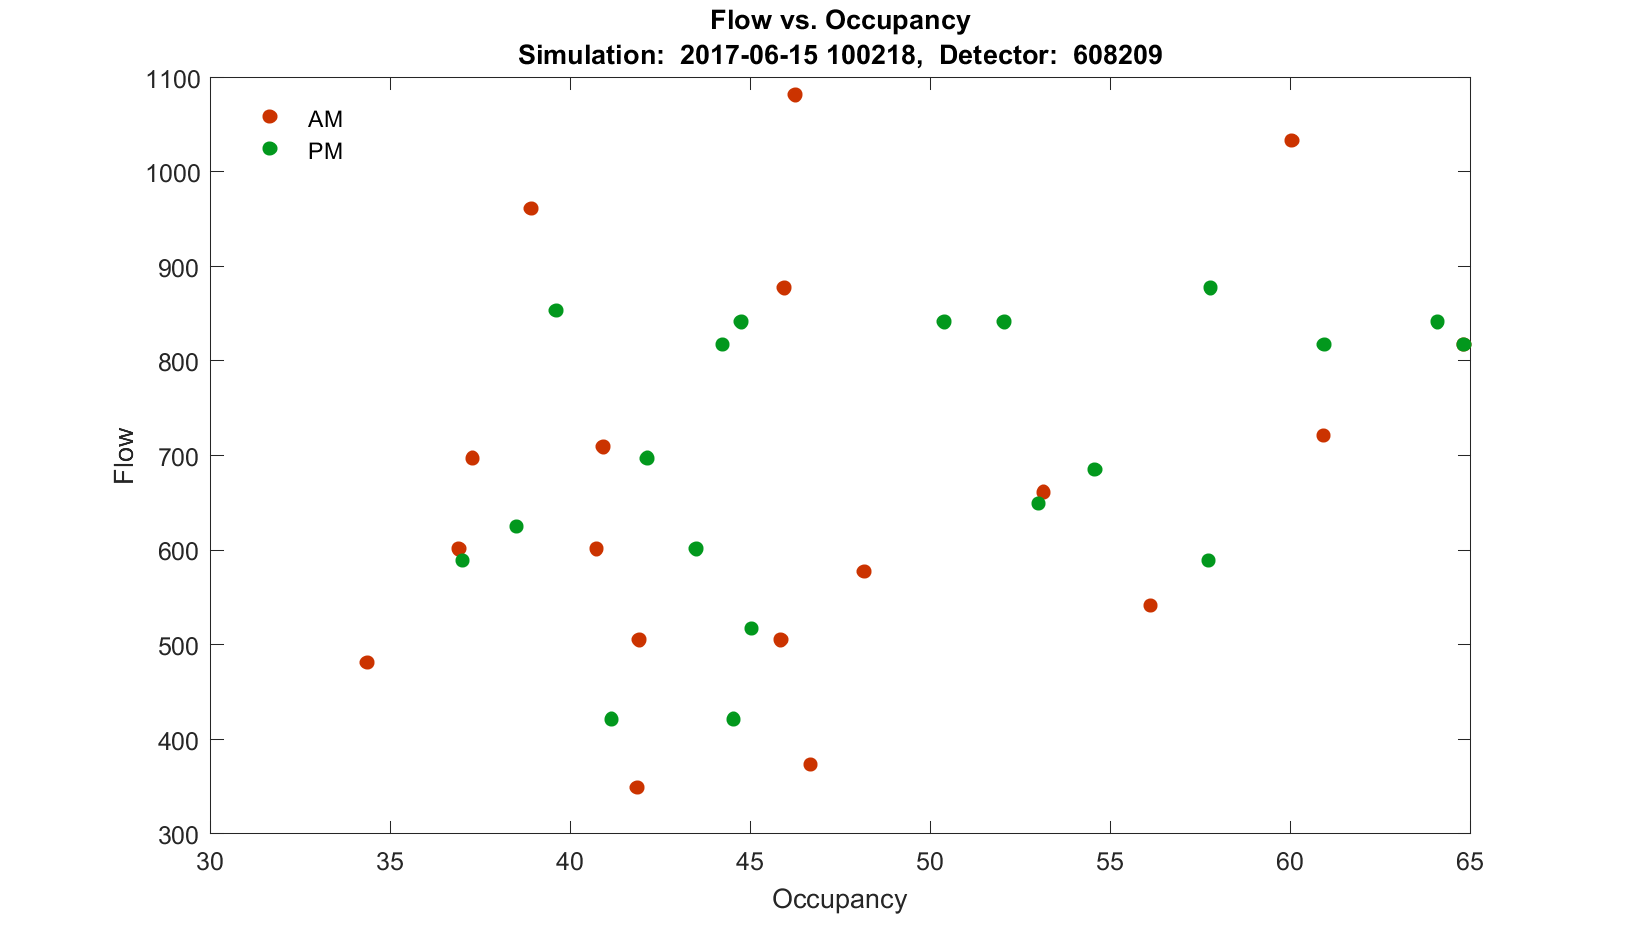 Flow vs. Occupancy
Simulation:  2017-06-15 100218,  Detector:  608209
1100
1000
900
800
700
600
500
400
300
AM
PM
Flow
30 35 40 45 50 55 60 65
Occupancy